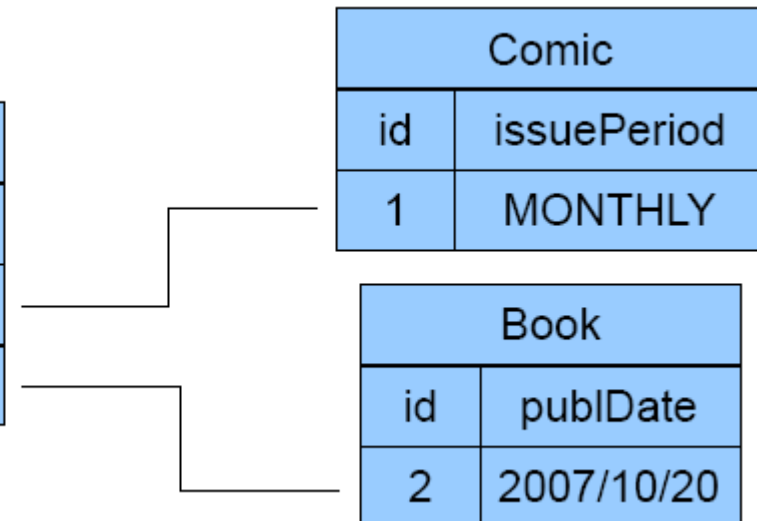 Comic
id issuePeriod
1 MONTHLY
Book
id publDate
2 2007/10/20